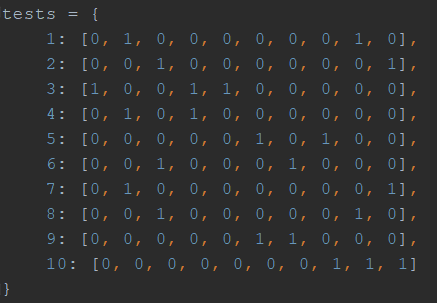 tests = {
    1: [0, 1, 0, 0, 0, 0, 0, 0, 1, 0],
    2: [0, 0, 1, 0, 0, 0, 0, 0, 0, 1],
    3: [1, 0, 0, 1, 1, 0, 0, 0, 0, 0],
    4: [0, 1, 0, 1, 0, 0, 0, 0, 0, 0],
    5: [0, 0, 0, 0, 0, 1, 0, 1, 0, 0],
    6: [0, 0, 1, 0, 0, 0, 1, 0, 0, 0],
    7: [0, 1, 0, 0, 0, 0, 0, 0, 0, 1],
    8: [0, 0, 1, 0, 0, 0, 0, 0, 1, 0],
    9: [0, 0, 0, 0, 0, 1, 1, 0, 0, 0],
    10: [0, 0, 0, 0, 0, 0, 0, 1, 1, 1]
}